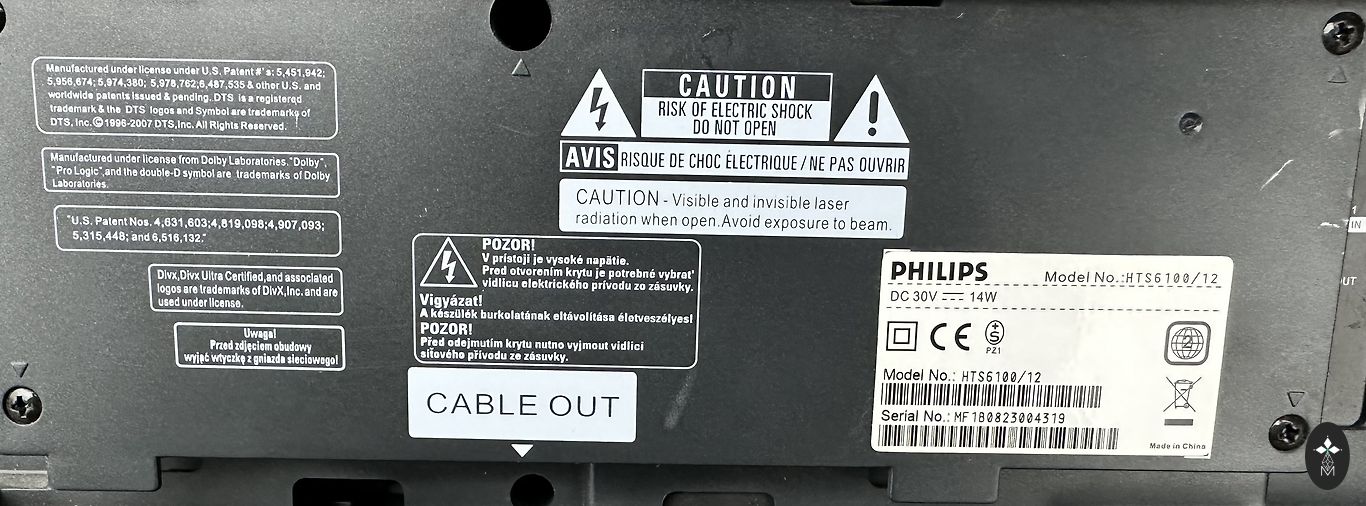 Manufactured under license under U.S. Patent #'s: 5,451,942;
5,956,674; 5,974,380; 5,978,762;6,487,535 & other U.S. and
worldwide patents issued & pending. DTS is a registered
trademark & the DTS logos and Symbol are trademarks of
DTS, Inc.©1996-2007 DTS,Inc. All Rights Reserved.
Manufactured under license from Dolby Laboratories."Dolby",
"Pro Logic",and the double-D symbol are trademarks of Dolby
Laboratories.
"U.S. Patent Nos. 4,631,603;4,819,098;4,907,093;
5,315,448; and 6,516,132."
Divx,Divx Ultra Certified,and associated
logos are trademarks of DivX,Inc. and are
used under license.
Uwaga!
Przed zdjęciem obudowy
wyjąć wtyczkę z gniazda sieciowego!
CAUTION
RISK OF ELECTRIC SHOCK
DO NOT OPEN
AVIS RISQUE DE CHOC ÉLECTRIQUE / NE PAS OUVRIR
CAUTION - Visible and invisible laser
radiation when open.Avoid exposure to beam.
POZOR!
V prístoji je vysoké napätie.
Pred otvorením krytu je potrebné vybrat'
vidlicu elektrického prívodu zo zásuvky.
Vigyázat!
A készülék burkolatának eltávolítása életveszélyes!
POZOR!
Před odejmutím krytu nutno vyjmout vidlici
síťového přívodu ze zásuvky.
CABLE OUT
PHILIPS Model No.:HTS6100/12
DC 30V 14W
CE
S
PZ1
2
Model No.: HTS6100/12
Serial No.: MF1B0823004319
Made in China
1
IN
OUT
M